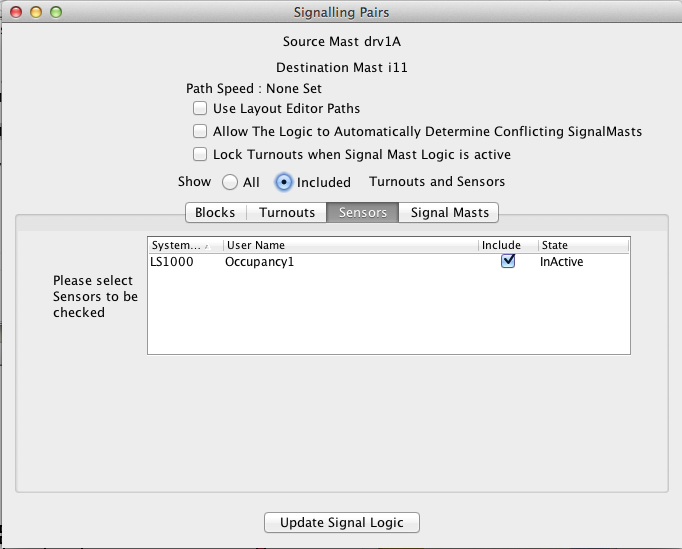 Signalling Pairs
Source Mast drv1A
Destination Mast i11
Path Speed : None Set
Use Layout Editor Paths
Allow The Logic to Automatically Determine Conflicting SignalMasts
Lock Turnouts when Signal Mast Logic is active
Show All Included Turnouts and Sensors
Blocks Turnouts Sensors Signal Masts
System... User Name Include State
LS1000 Occupancy1 InActive
Please select
Sensors to be
checked
Update Signal Logic